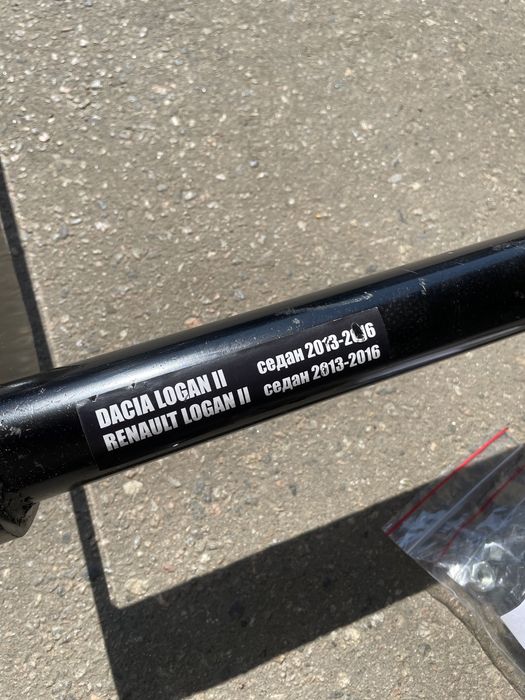 DACIA LOGAN II седан 2013-2016
RENAULT LOGAN II седан 2013-2016